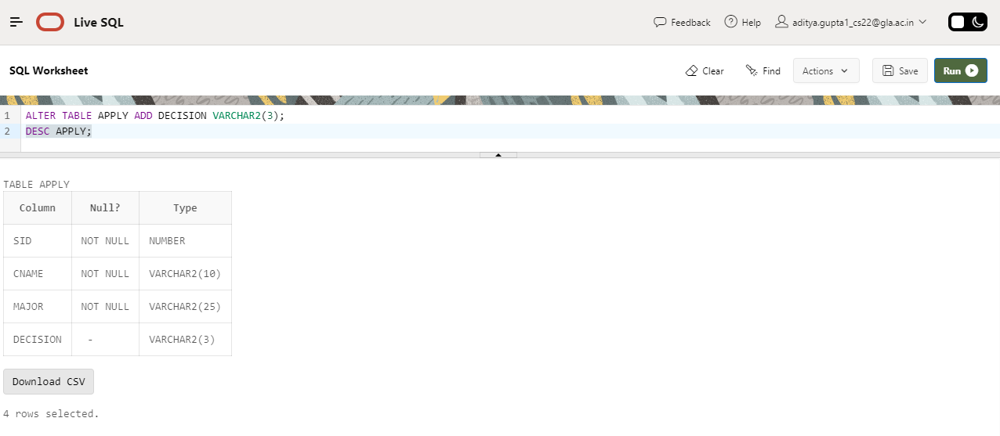 Live SQL
Feedback
Help
aditya.gupta1_cs22@gla.ac.in
SQL Worksheet
Clear
Find
Actions
Save
Run
1 ALTER TABLE APPLY ADD DECISION VARCHAR2(3);
2 DESC APPLY;
TABLE APPLY
Column Null? Type
SID NOT NULL NUMBER
CNAME NOT NULL VARCHAR2(10)
MAJOR NOT NULL VARCHAR2(25)
DECISION - VARCHAR2(3)
Download CSV
4 rows selected.